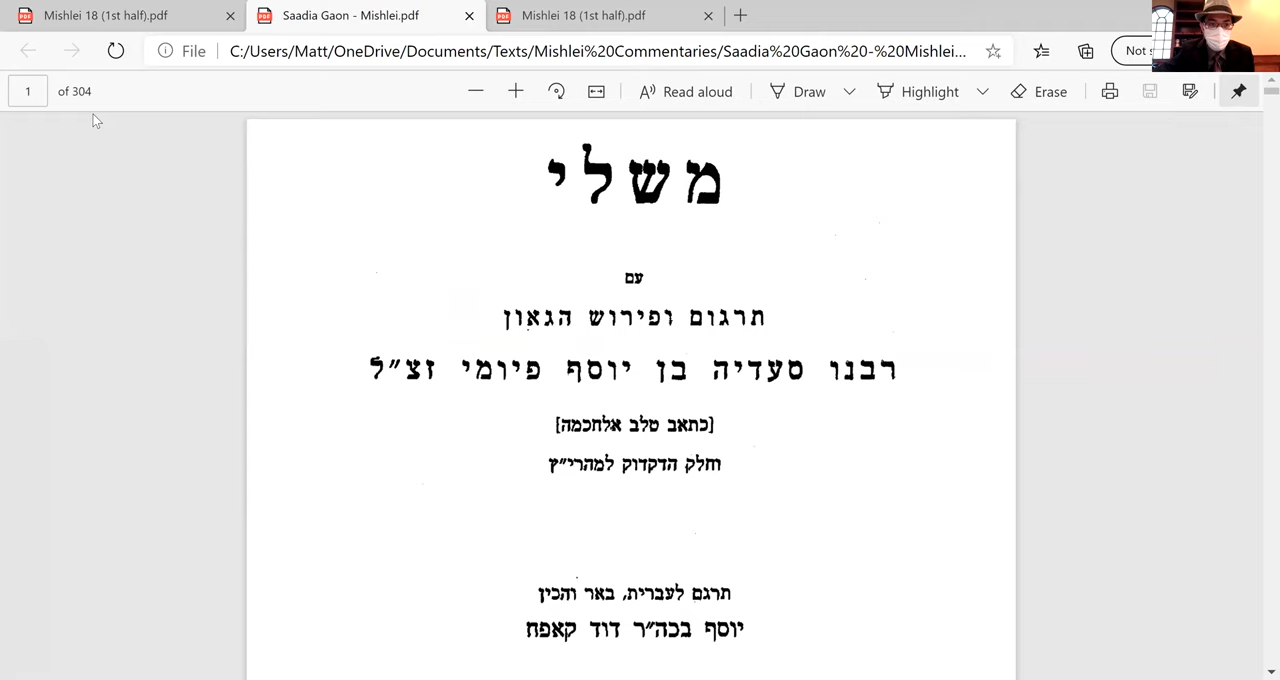 Mishlei 18 (1st half).pdf
Saadia Gaon - Mishlei.pdf
Mishlei 18 (1st half).pdf
File
C:/Users/Matt/OneDrive/Documents/Texts/Mishlei%20Commentaries/Saadia%20Gaon%20-%20Mishlei...
Not s
1 of 304
Read aloud
Draw
Highlight
Erase
משלי
עם
תרגום ופירוש הגאון
רבנו סעדיה בן יוסף פיומי זצ״ל
[כתאב טלב אלחכמה]
וחלק הדקדוק למהרי״ץ
תרגם לעברית, באר והכין
יוסף בכה״ר דוד קאפח